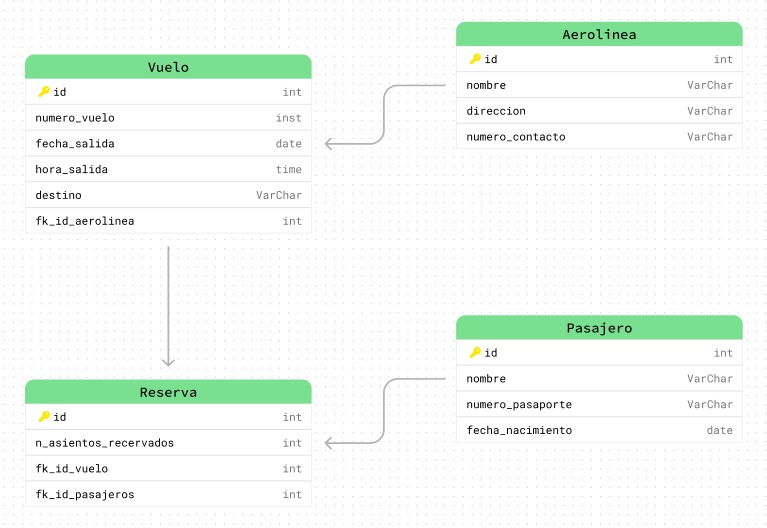 Vuelo
id int
numero_vuelo inst
fecha_salida date
hora_salida time
destino VarChar
fk_id_aerolinea int
Aerolinea
id int
nombre VarChar
direccion VarChar
numero_contacto VarChar
Reserva
id int
n_asientos_recervados int
fk_id_vuelo int
fk_id_pasajeros int
Pasajero
id int
nombre VarChar
numero_pasaporte VarChar
fecha_nacimiento date